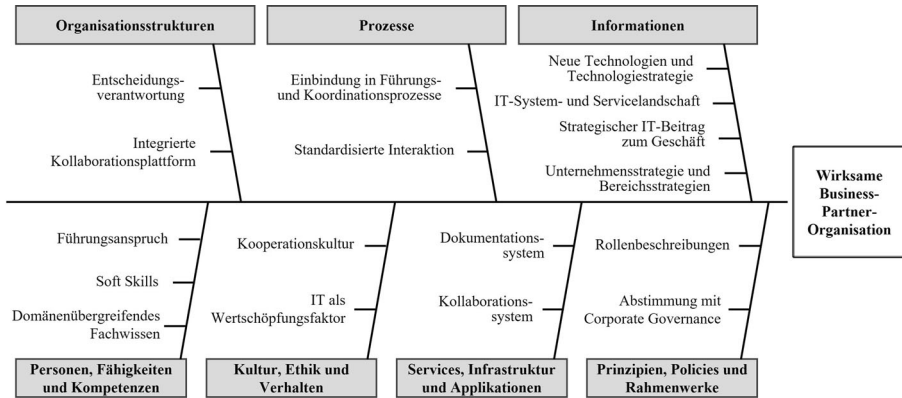 Organisationsstrukturen
Prozesse
Informationen
Entscheidungs-
verantwortung
Integrierte
Kollaborationsplattform
Einbindung in Führungs-
und Koordinationsprozesse
Standardisierte Interaktion
Neue Technologien und
Technologiestrategie
IT-System- und Servicelandschaft
Strategischer IT-Beitrag
zum Geschäft
Unternehmensstrategie und
Bereichsstrategien
Wirksame
Business-
Partner-
Organisation
Führungsanspruch
Soft Skills
Domänenübergreifendes
Fachwissen
Kooperationskultur
IT als
Wertschöpfungsfaktor
Dokumentations-
system
Kollaborations-
system
Rollenbeschreibungen
Abstimmung mit
Corporate Governance
Personen, Fähigkeiten
und Kompetenzen
Kultur, Ethik und
Verhalten
Services, Infrastruktur
und Applikationen
Prinzipien, Policies und
Rahmenwerke